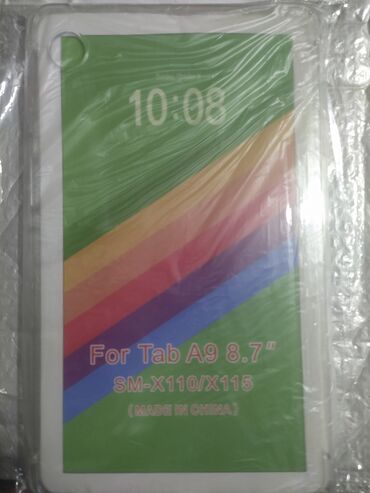 10:08
For Tab A9 8.7"
SM-X110/X115
(MADE IN CHINA)